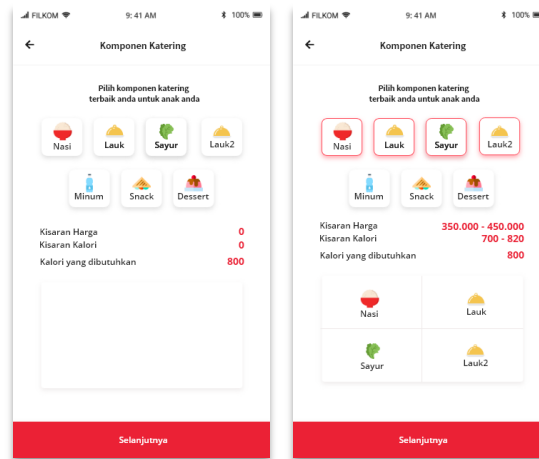 FILKOM 9: 41 AM 100%
Komponen Katering
Pilih komponen katering
terbaik anda untuk anak anda
Nasi Lauk Sayur Lauk2
Minum Snack Dessert
Kisaran Harga 0
Kisaran Kalori 0
Kalori yang dibutuhkan 800
Selanjutnya
FILKOM 9: 41 AM 100%
Komponen Katering
Pilih komponen katering
terbaik anda untuk anak anda
Nasi Lauk Sayur Lauk2
Minum Snack Dessert
Kisaran Harga 350.000 - 450.000
Kisaran Kalori 700 - 820
Kalori yang dibutuhkan 800
Nasi Lauk
Sayur Lauk2
Selanjutnya